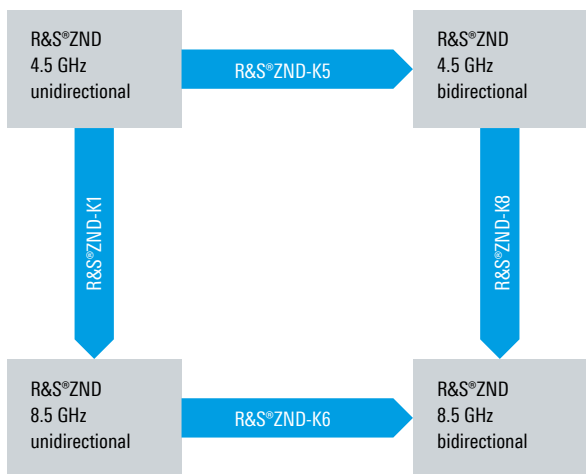 R&S®ZND
4.5 GHz
unidirectional
R&S®ZND-K5
R&S®ZND
4.5 GHz
bidirectional
R&S®ZND-K1
R&S®ZND-K8
R&S®ZND
8.5 GHz
unidirectional
R&S®ZND-K6
R&S®ZND
8.5 GHz
bidirectional